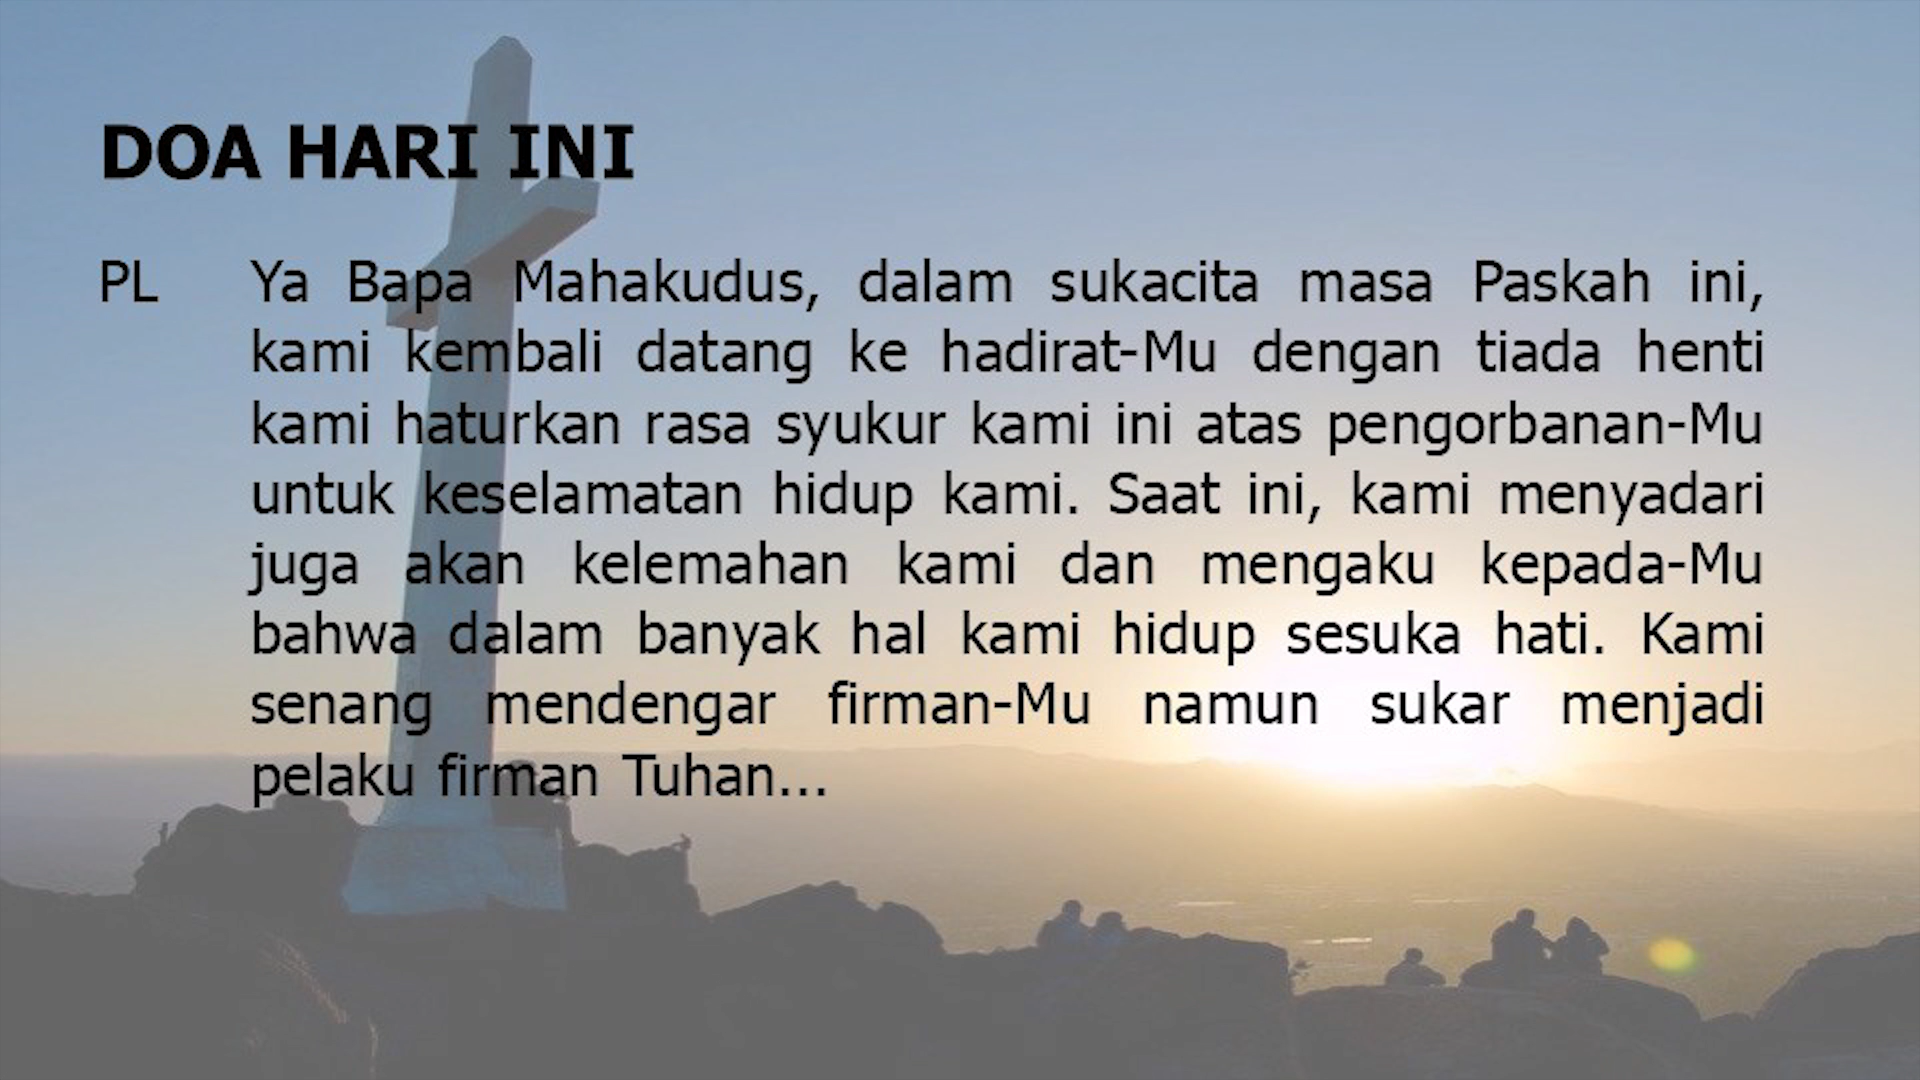 DOA HARI INI
PL Ya Bapa Mahakudus, dalam sukacita masa Paskah ini,
kami kembali datang ke hadirat-Mu dengan tiada henti
kami haturkan rasa syukur kami ini atas pengorbanan-Mu
untuk keselamatan hidup kami. Saat ini, kami menyadari
juga akan kelemahan kami dan mengaku kepada-Mu
bahwa dalam banyak hal kami hidup sesuka hati. Kami
senang mendengar firman-Mu namun sukar menjadi
pelaku firman Tuhan...